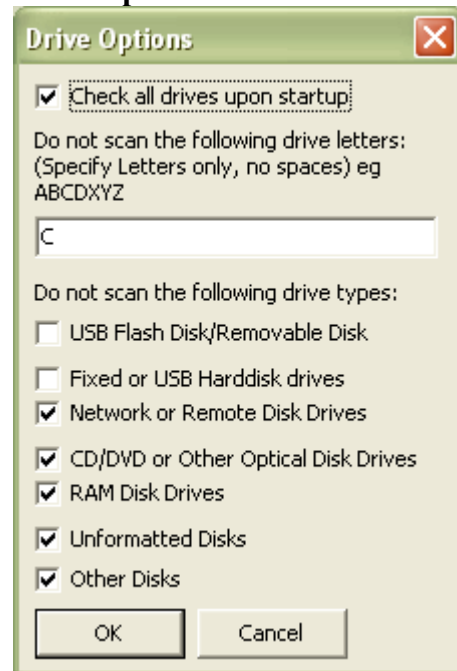 Drive Options
Check all drives upon startup
Do not scan the following drive letters:
(Specify Letters only, no spaces) eg
ABCDXYZ
C
Do not scan the following drive types:
USB Flash Disk/Removable Disk
Fixed or USB Harddisk drives
Network or Remote Disk Drives
CD/DVD or Other Optical Disk Drives
RAM Disk Drives
Unformatted Disks
Other Disks
OK Cancel